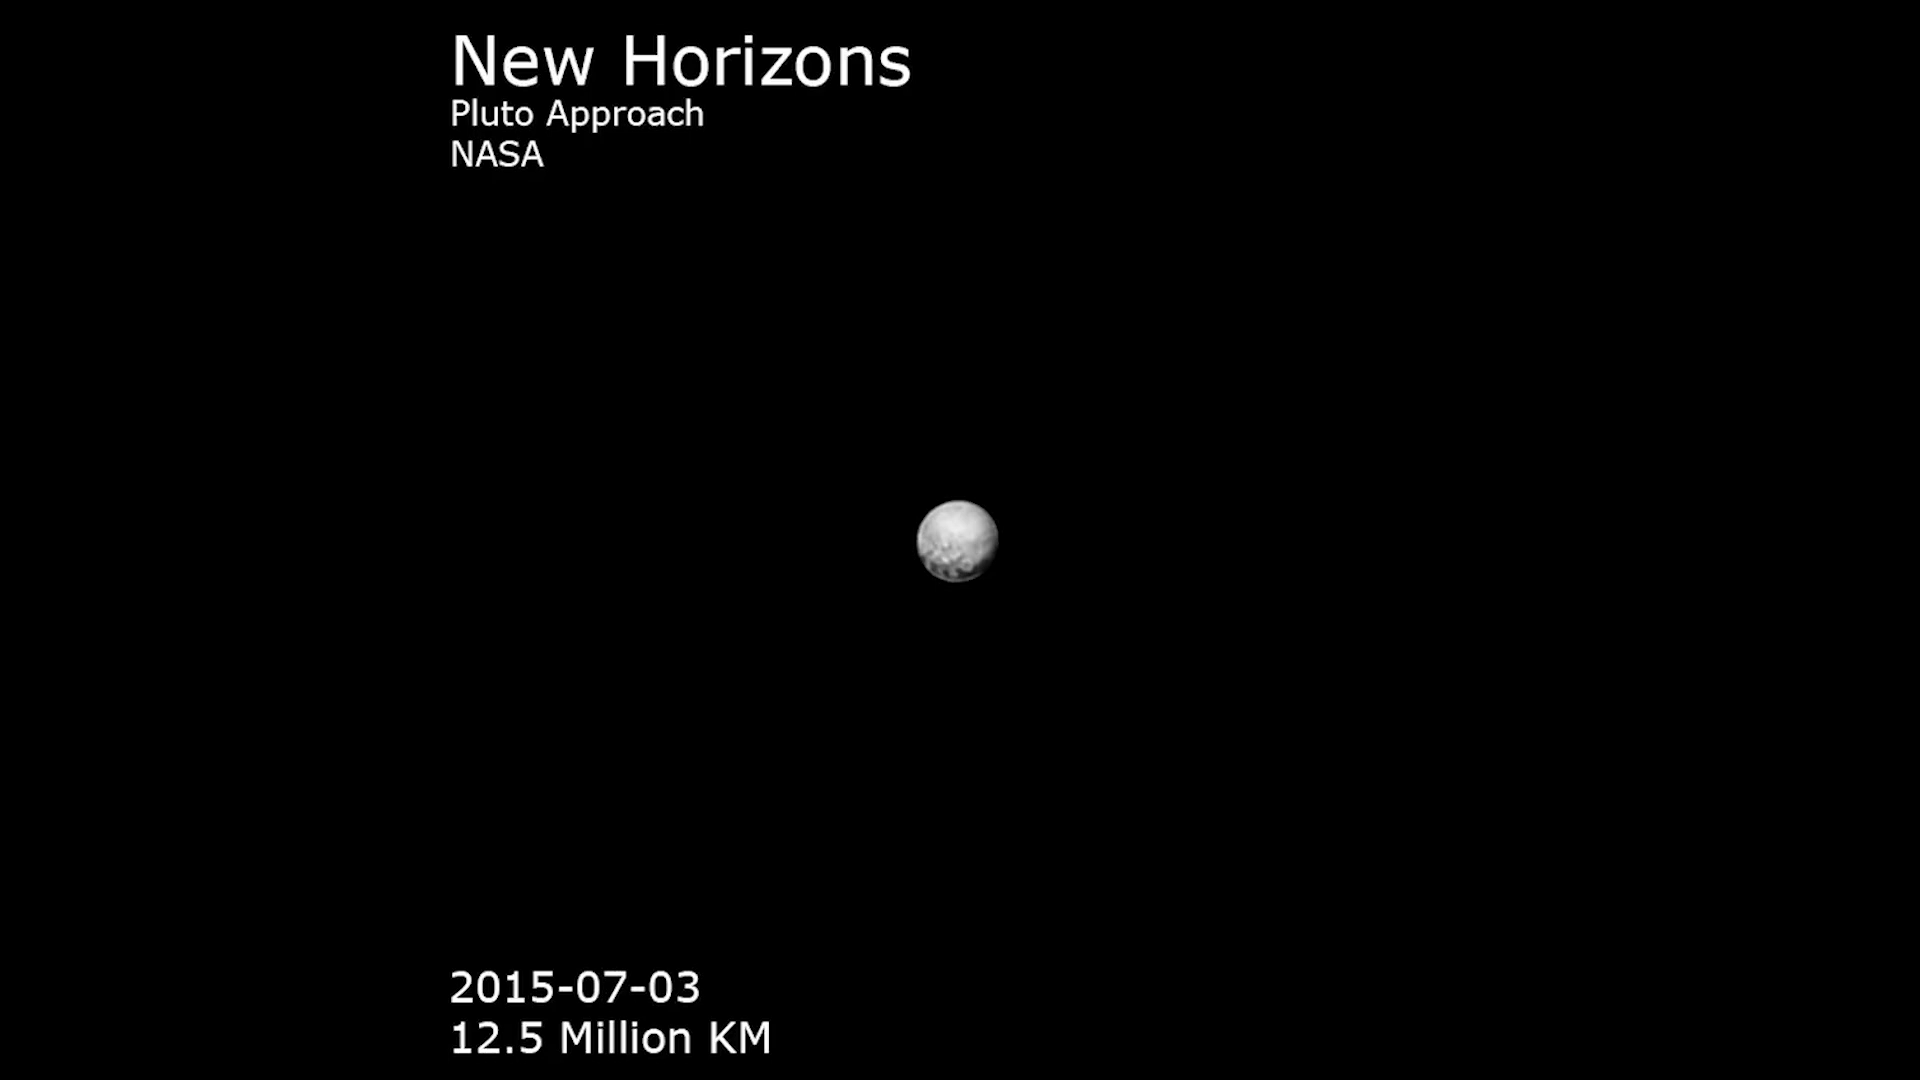 New Horizons
Pluto Approach
NASA
2015-07-03
12.5 Million KM